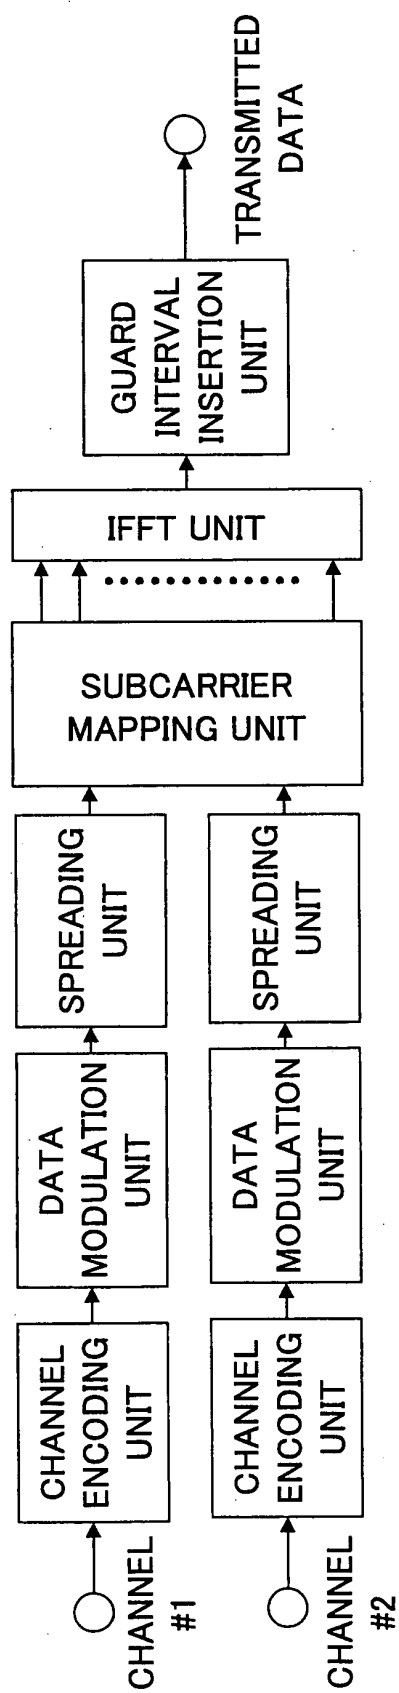 CHANNEL
#1
CHANNEL
ENCODING
UNIT
DATA
MODULATION
UNIT
SPREADING
UNIT
CHANNEL
#2
CHANNEL
ENCODING
UNIT
DATA
MODULATION
UNIT
SPREADING
UNIT
SUBCARRIER
MAPPING UNIT
IFFT UNIT
GUARD
INTERVAL
INSERTION
UNIT
TRANSMITTED
DATA